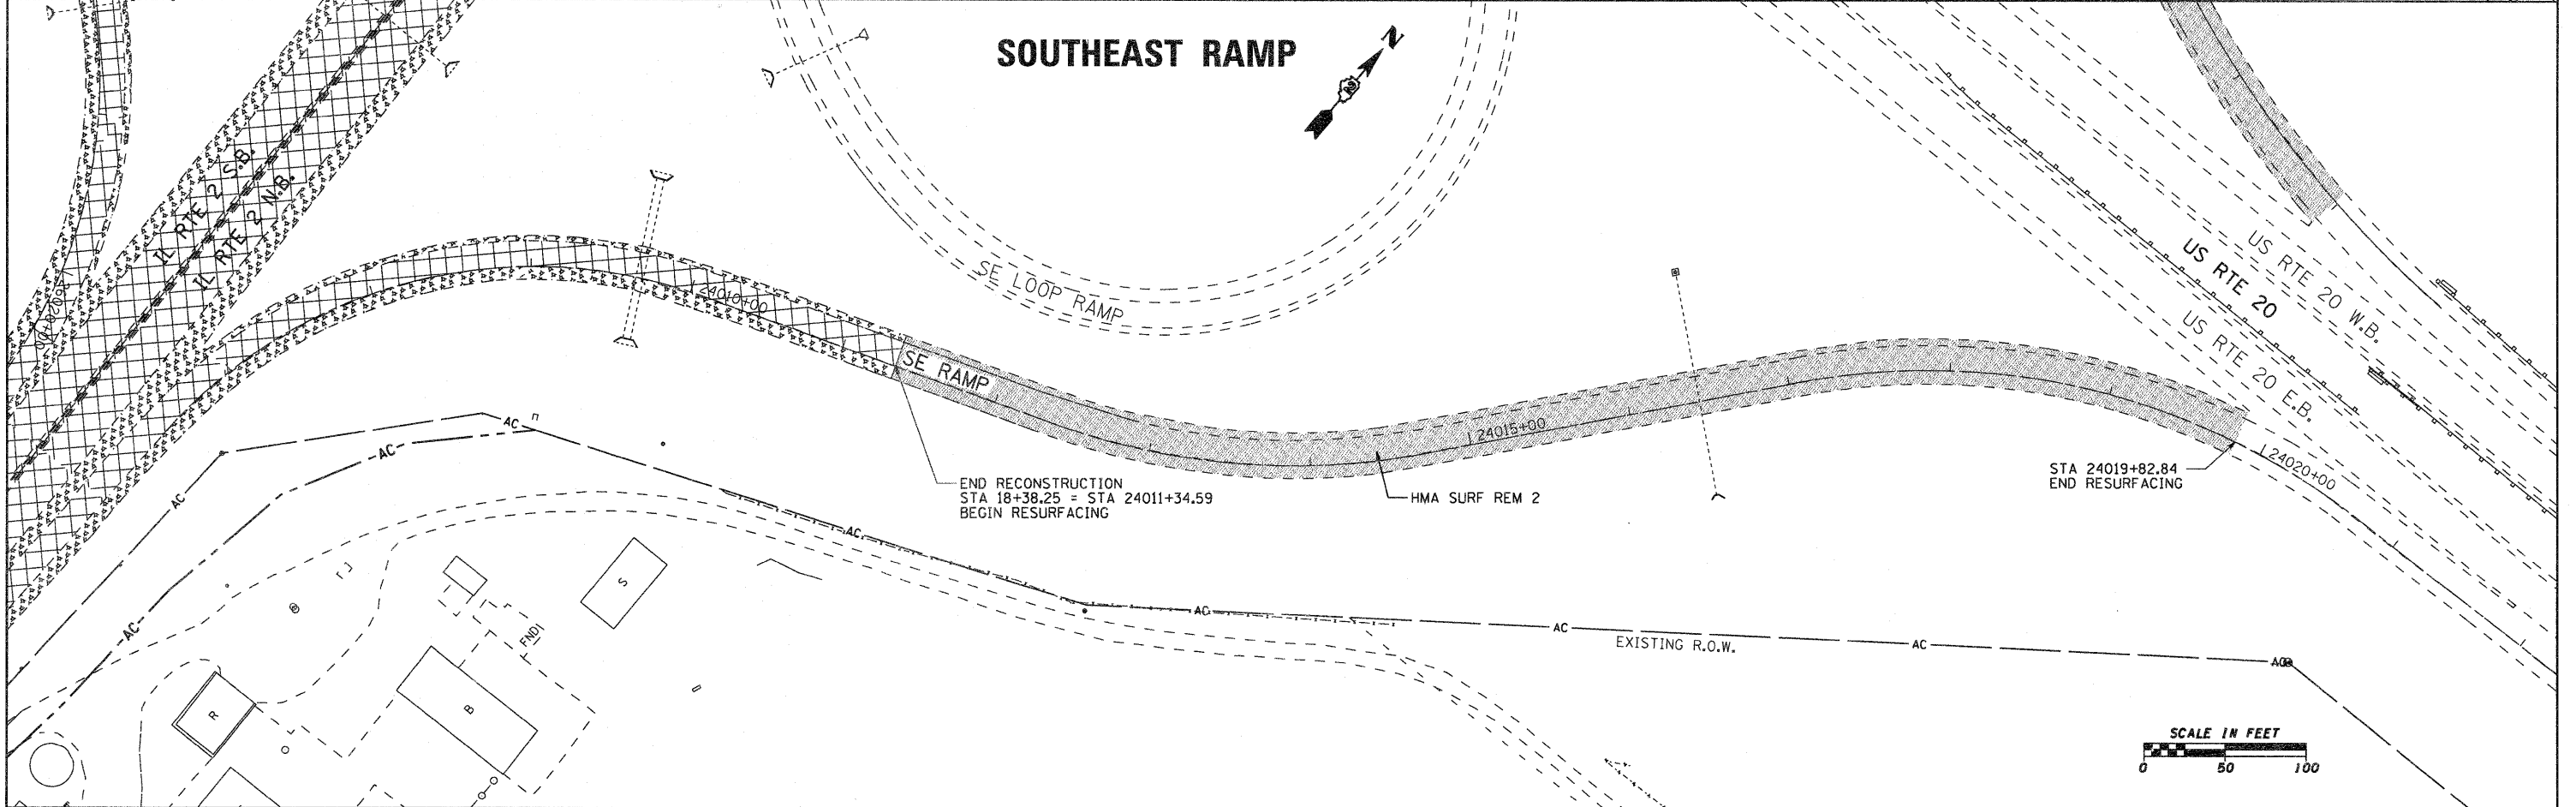 SOUTHEAST RAMP
N
IL RTE 2 S.B.
IL RTE 2 N.B.
24010+00
SE LOOP RAMP
SE RAMP
US RTE 20 W.B.
US RTE 20
US RTE 20 E.B.
24015+00
24020+00
END RECONSTRUCTION
STA 18+38.25 = STA 24011+34.59
BEGIN RESURFACING
HMA SURF REM 2
STA 24019+82.84
END RESURFACING
AC
AC
AC
AC
AC
AC
AC
AC
EXISTING R.O.W.
S
FND
B
R
SCALE IN FEET
0 50 100